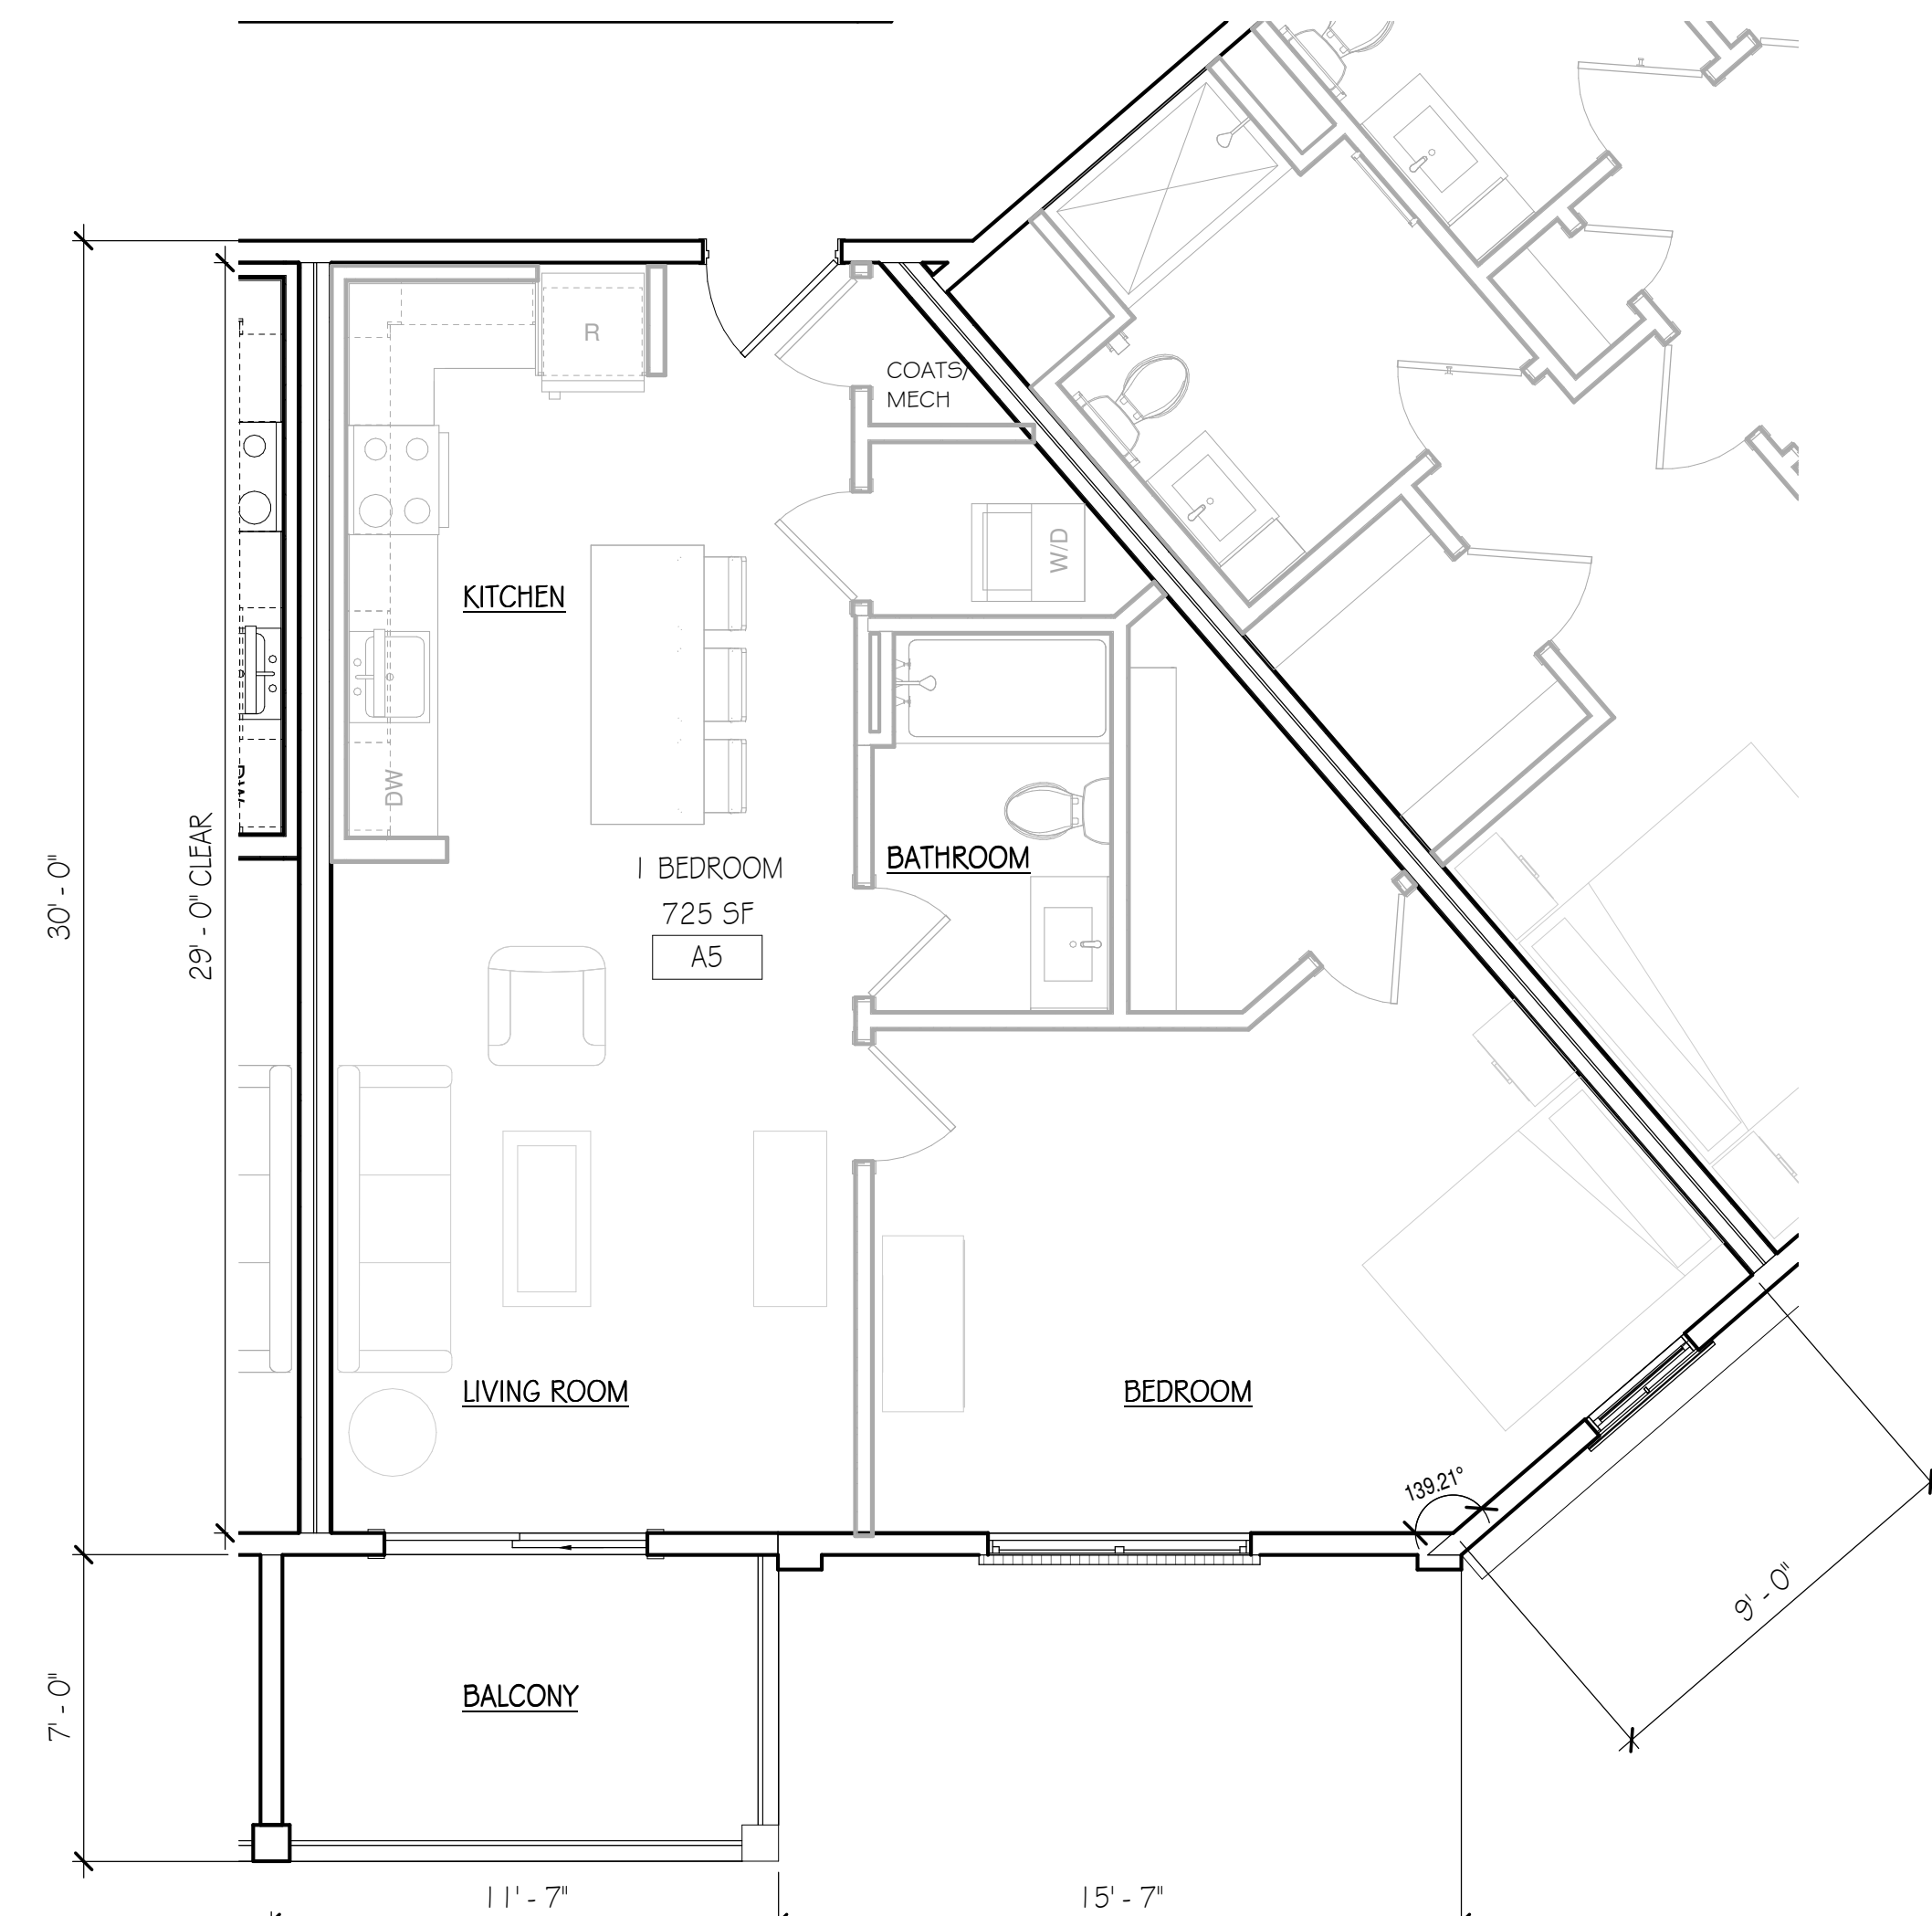 R
COATS/
MECH
W/D
KITCHEN
DW
DW
29' - 0" CLEAR
30' - 0"
1 BEDROOM
725 SF
A5
BATHROOM
LIVING ROOM
BEDROOM
139.21°
9' - 0"
BALCONY
7' - 0"
11' - 7"
15' - 7"